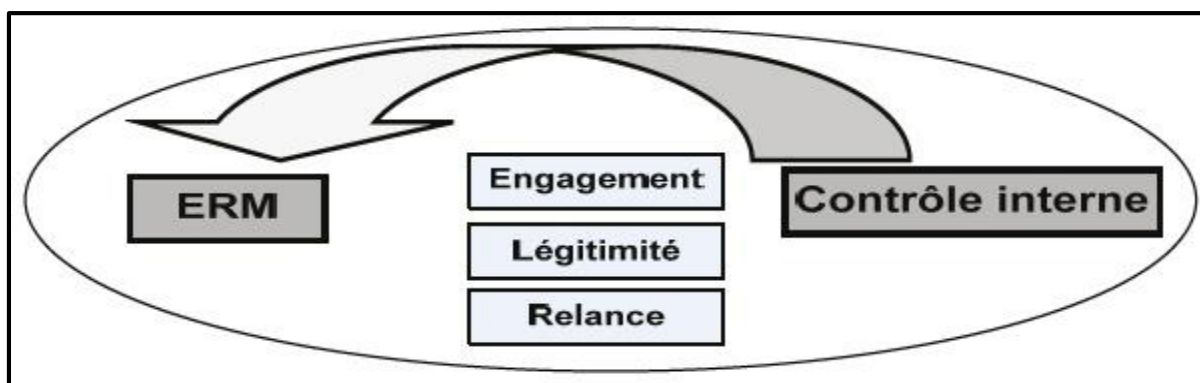 ERM
Engagement
Légitimité
Relance
Contrôle interne